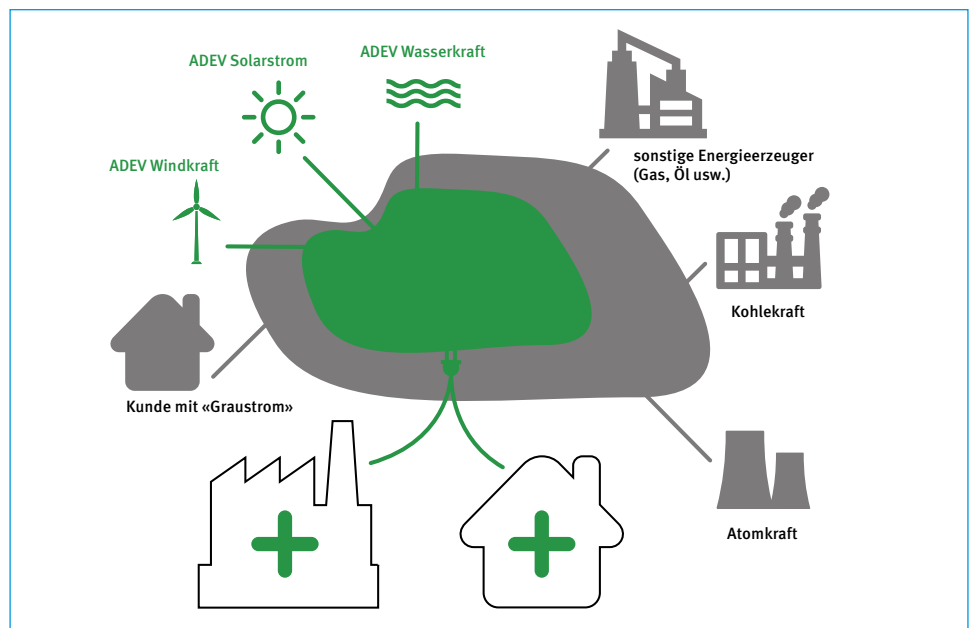 ADEV Wasserkraft
ADEV Solarstrom
ADEV Windkraft
sonstige Energieerzeuger
(Gas, Öl usw.)
Kohlekraft
Kunde mit «Graustrom»
Atomkraft